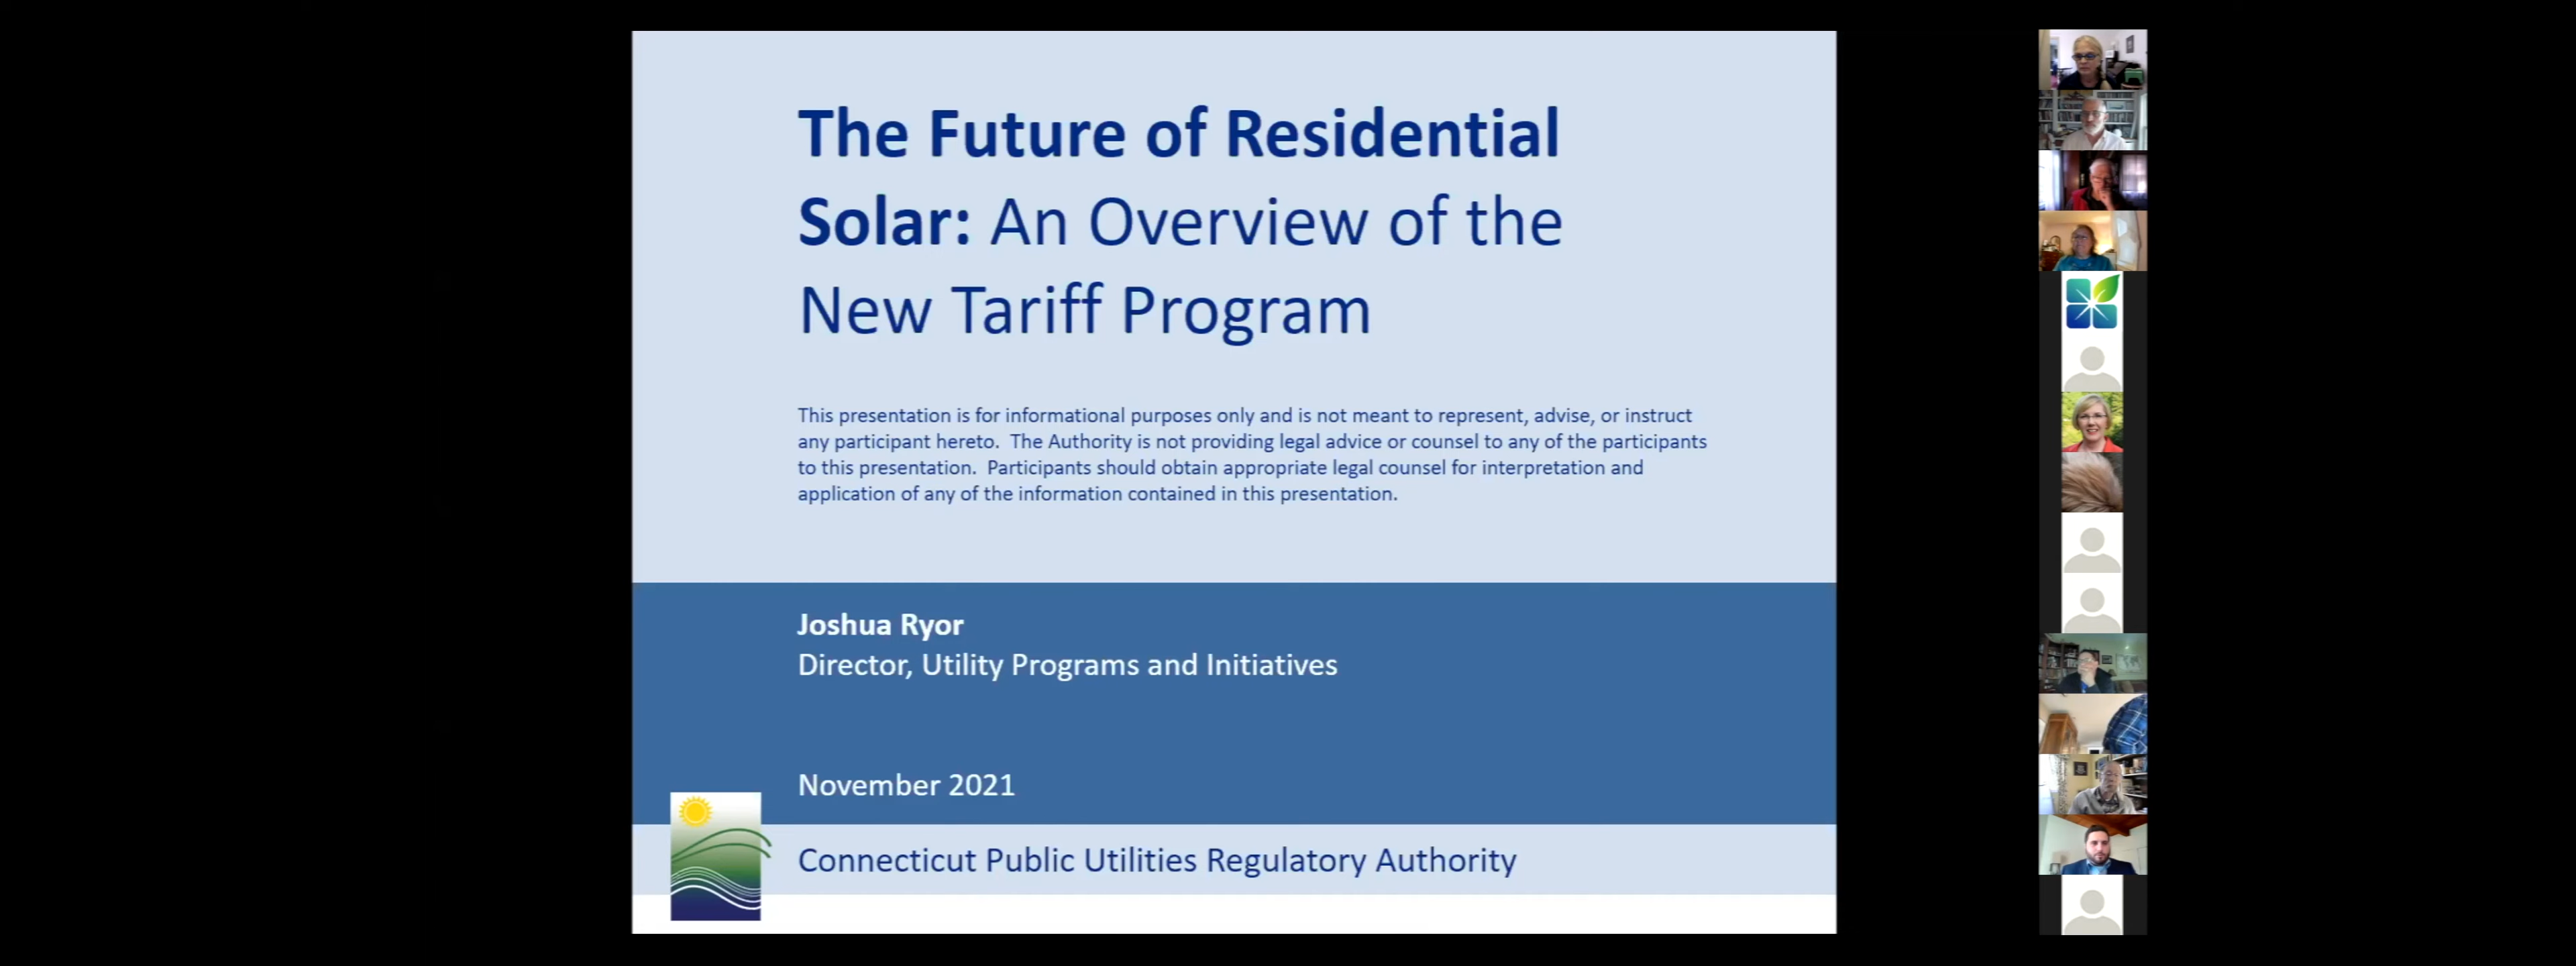 The Future of Residential
Solar: An Overview of the
New Tariff Program
This presentation is for informational purposes only and is not meant to represent, advise, or instruct
any participant hereto.  The Authority is not providing legal advice or counsel to any of the participants
to this presentation.  Participants should obtain appropriate legal counsel for interpretation and
application of any of the information contained in this presentation.
Joshua Ryor
Director, Utility Programs and Initiatives
November 2021
Connecticut Public Utilities Regulatory Authority